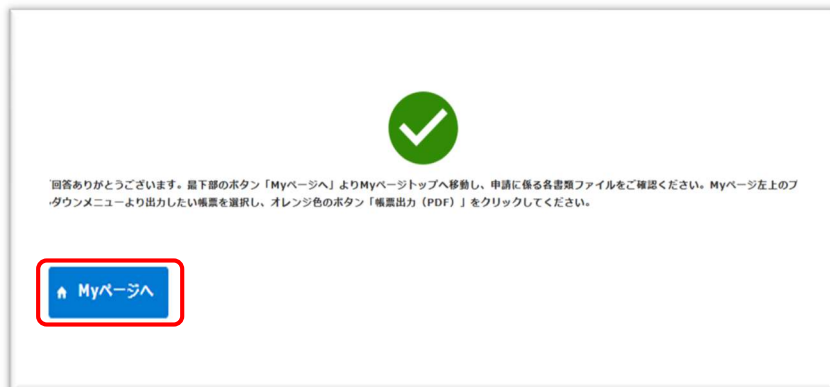 回答ありがとうございます。最下部のボタン「Myページへ」よりMyページトップへ移動し、申請に係る各書類ファイルをご確認ください。Myページ左上のプ
ダウンメニューより出力したい帳票を選択し、オレンジ色のボタン「帳票出力（PDF）」をクリックしてください。
Myページへ